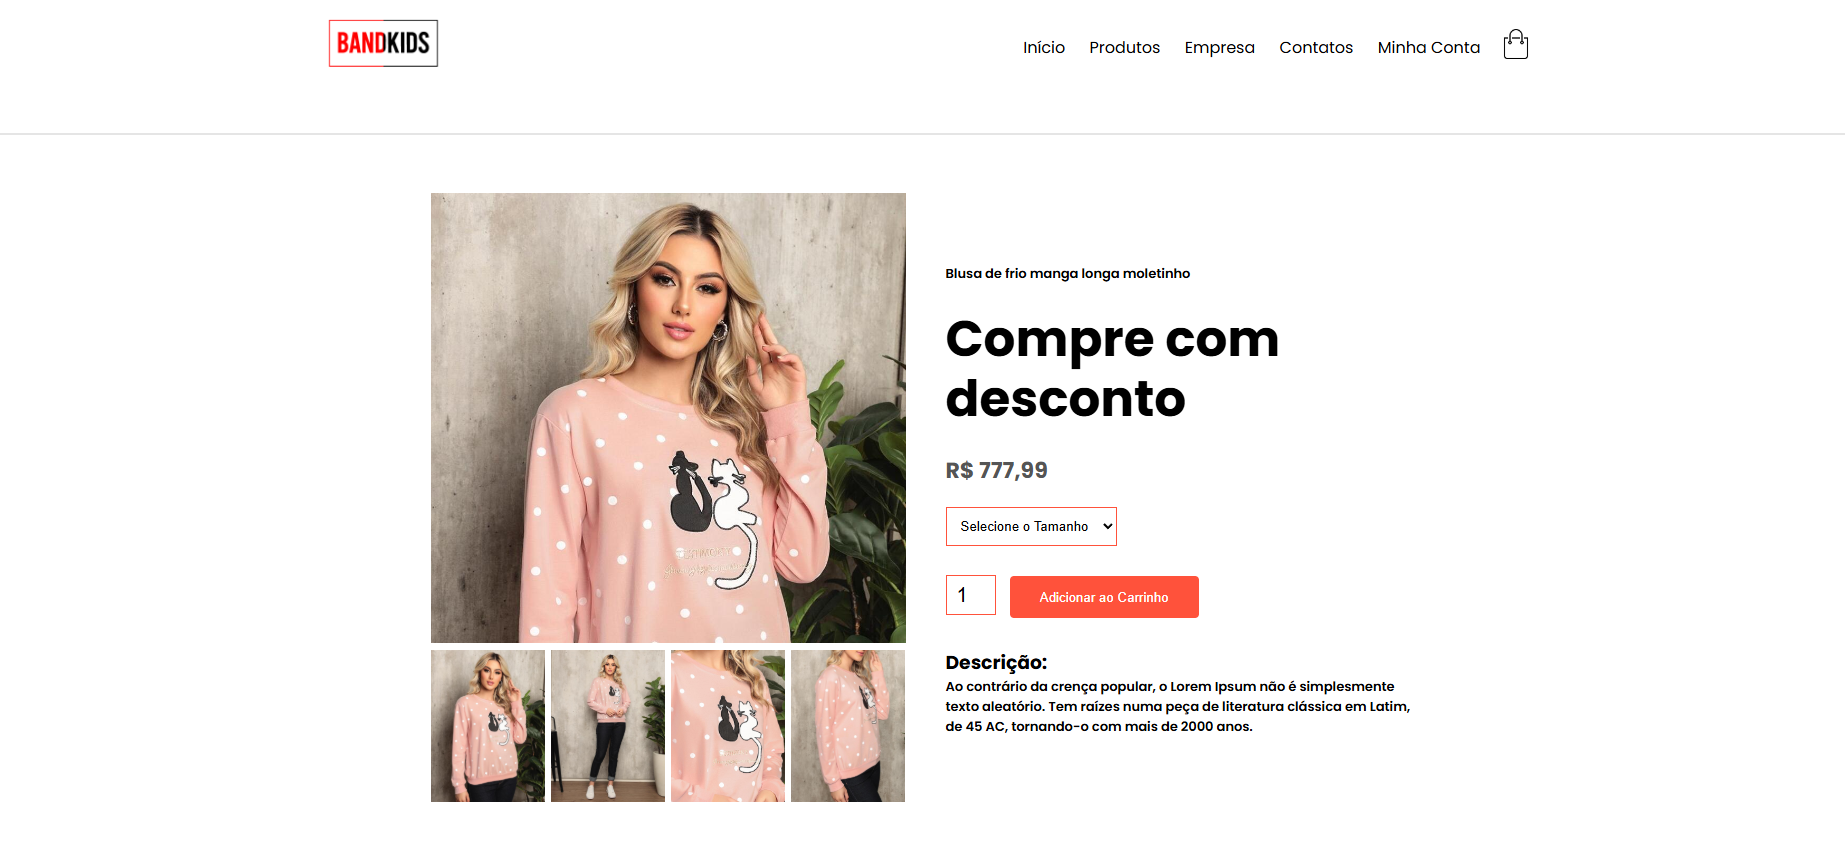 BANDKIDS
Início Produtos Empresa Contatos Minha Conta
Blusa de frio manga longa moletinho
Compre com
desconto
R$ 777,99
Selecione o Tamanho
1
Adicionar ao Carrinho
Descrição:
Ao contrário da crença popular, o Lorem Ipsum não é simplesmente
texto aleatório. Tem raízes numa peça de literatura clássica em Latim,
de 45 AC, tornando-o com mais de 2000 anos.